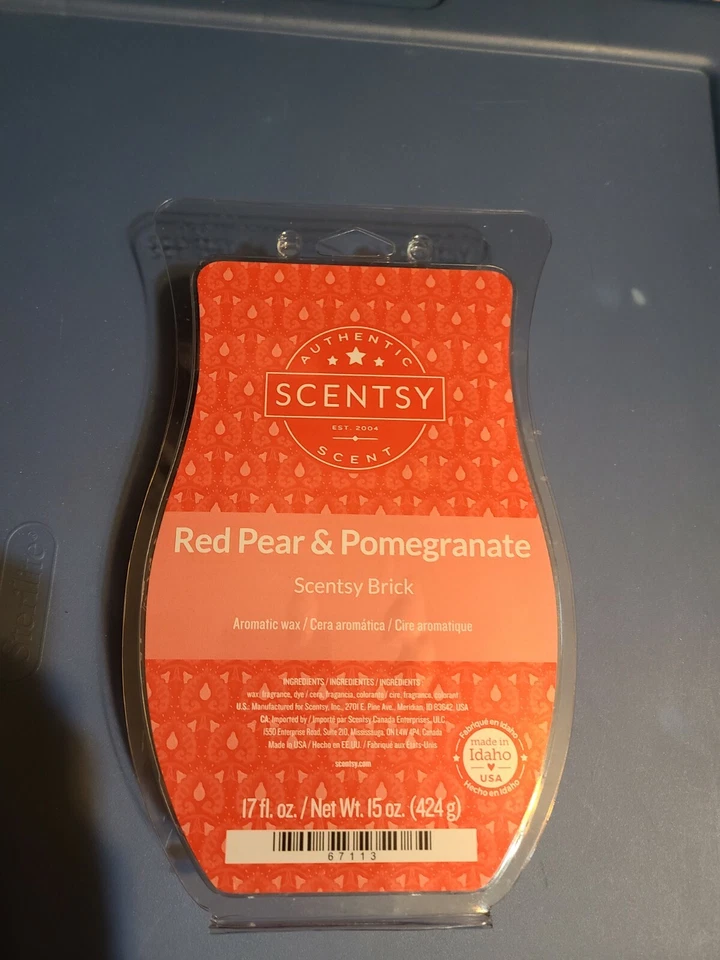 AUTHENTIC
SCENTSY
EST. 2004
SCENT
Red Pear & Pomegranate
Scentsy Brick
Aromatic wax / Cera aromática / Cire aromatique
INGREDIENTS / INGREDIENTES / INGRÉDIENTS
wax, fragrance, dye / cera, fragancia, colorantes / cire, fragrance, colorant
U.S.: Manufactured for Scentsy, Inc., 2701 E. Pine Ave., Meridian, ID 83642, USA
CA: Imported by / Importé par Scentsy Canada Enterprises, ULC,
1550 Enterprise Road, Suite 210, Mississauga, ON L4W 4P4, Canada
Made in USA / Hecho en EE.UU. / Fabriqué aux États-Unis
scentsy.com
Fabriqué en Idaho
made in
Idaho
USA
Hecho en Idaho
17 fl. oz. / Net Wt. 15 oz. (424 g)
67113
Sterilite